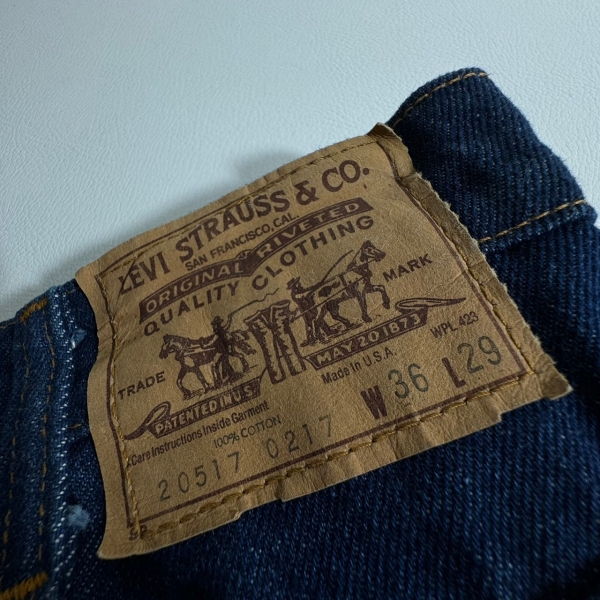 LEVI STRAUSS & CO.
SAN FRANCISCO, CAL.
ORIGINAL RIVETED
QUALITY CLOTHING
TRADE MARK
PATENTED IN U.S. MAY 20 1873
Made in U.S.A. WPL 423
Care Instructions Inside Garment
100% COTTON
W 36 L 29
20517 0217